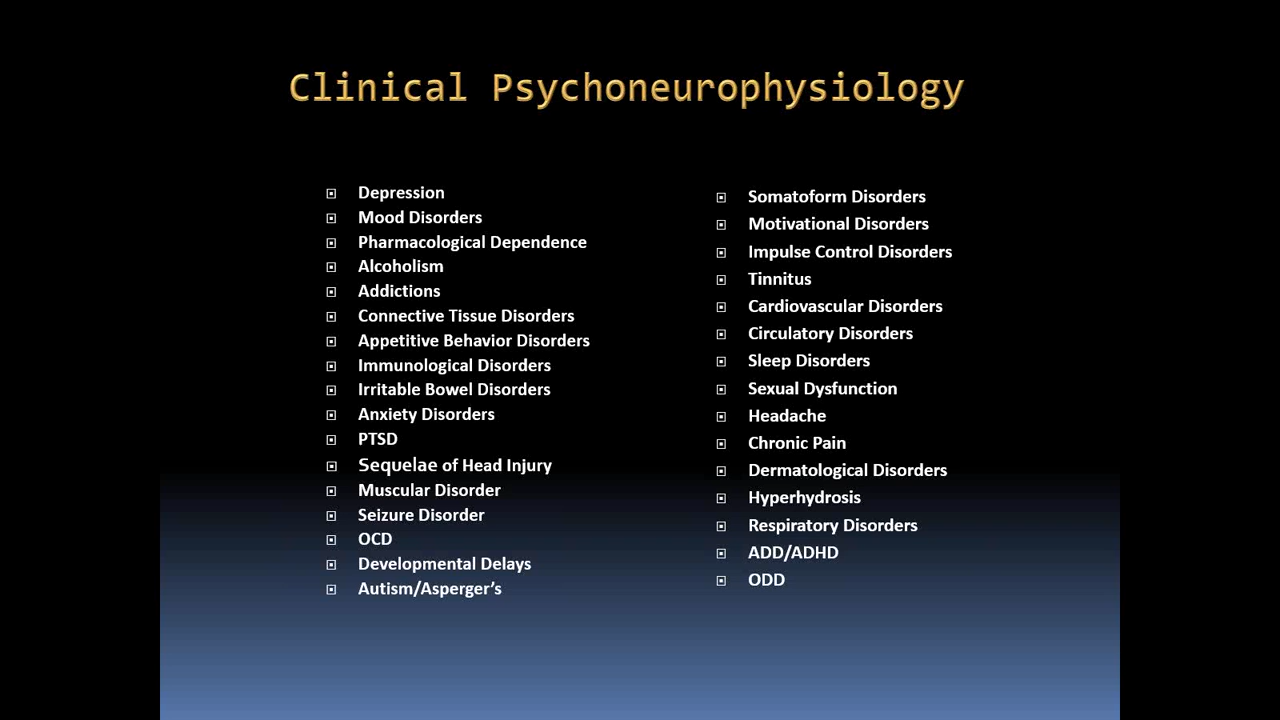 Clinical Psychoneurophysiology
Depression
Mood Disorders
Pharmacological Dependence
Alcoholism
Addictions
Connective Tissue Disorders
Appetitive Behavior Disorders
Immunological Disorders
Irritable Bowel Disorders
Anxiety Disorders
PTSD
Sequelae of Head Injury
Muscular Disorder
Seizure Disorder
OCD
Developmental Delays
Autism/Asperger’s
Somatoform Disorders
Motivational Disorders
Impulse Control Disorders
Tinnitus
Cardiovascular Disorders
Circulatory Disorders
Sleep Disorders
Sexual Dysfunction
Headache
Chronic Pain
Dermatological Disorders
Hyperhydrosis
Respiratory Disorders
ADD/ADHD
ODD